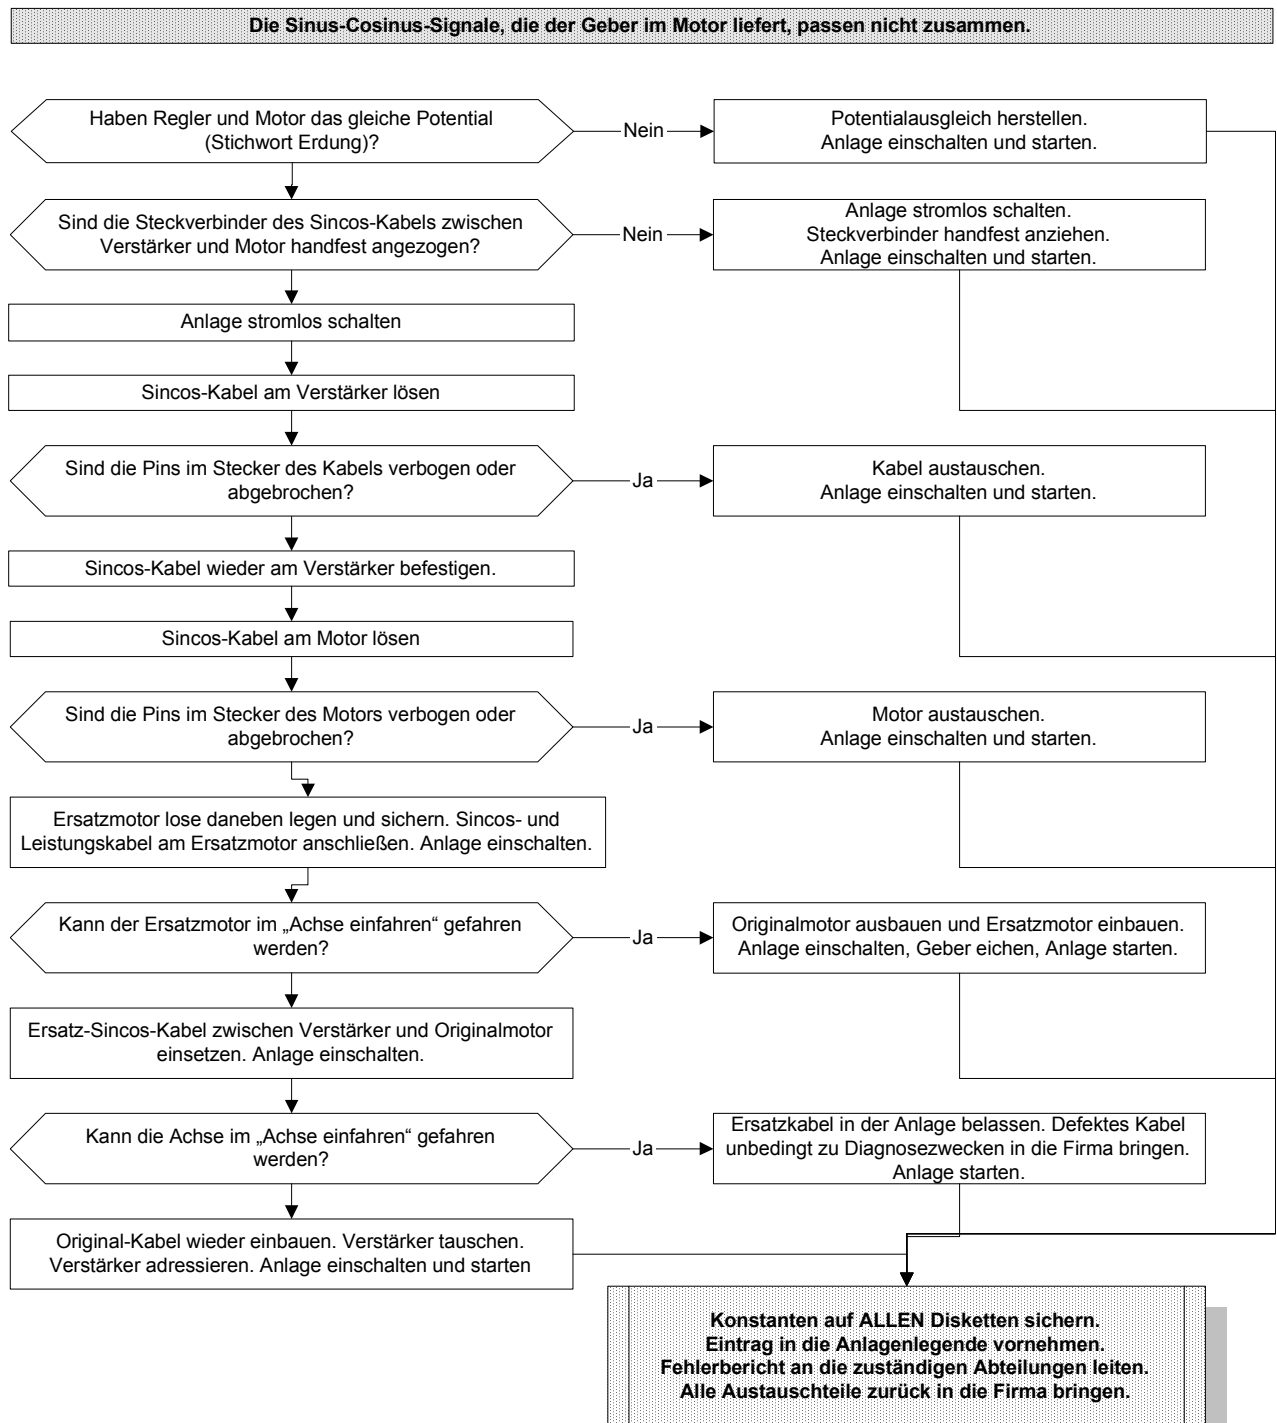 Die Sinus-Cosinus-Signale, die der Geber im Motor liefert, passen nicht zusammen.
Haben Regler und Motor das gleiche Potential
(Stichwort Erdung)?
Nein
Potentialausgleich herstellen.
Anlage einschalten und starten.
Sind die Steckverbinder des Sincos-Kabels zwischen
Verstärker und Motor handfest angezogen?
Nein
Anlage stromlos schalten.
Steckverbinder handfest anziehen.
Anlage einschalten und starten.
Anlage stromlos schalten
Sincos-Kabel am Verstärker lösen
Sind die Pins im Stecker des Kabels verbogen oder
abgebrochen?
Ja
Kabel austauschen.
Anlage einschalten und starten.
Sincos-Kabel wieder am Verstärker befestigen.
Sincos-Kabel am Motor lösen
Sind die Pins im Stecker des Motors verbogen oder
abgebrochen?
Ja
Motor austauschen.
Anlage einschalten und starten.
Ersatzmotor lose daneben legen und sichern. Sincos- und
Leistungskabel am Ersatzmotor anschließen. Anlage einschalten.
Kann der Ersatzmotor im „Achse einfahren“ gefahren
werden?
Ja
Originalmotor ausbauen und Ersatzmotor einbauen.
Anlage einschalten, Geber eichen, Anlage starten.
Ersatz-Sincos-Kabel zwischen Verstärker und Originalmotor
einsetzen. Anlage einschalten.
Kann die Achse im „Achse einfahren“ gefahren
werden?
Ja
Ersatzkabel in der Anlage belassen. Defektes Kabel
unbedingt zu Diagnosezwecken in die Firma bringen.
Anlage starten.
Original-Kabel wieder einbauen. Verstärker tauschen.
Verstärker adressieren. Anlage einschalten und starten
Konstanten auf ALLEN Disketten sichern.
Eintrag in die Anlagenlegende vornehmen.
Fehlerbericht an die zuständigen Abteilungen leiten.
Alle Austauschteile zurück in die Firma bringen.